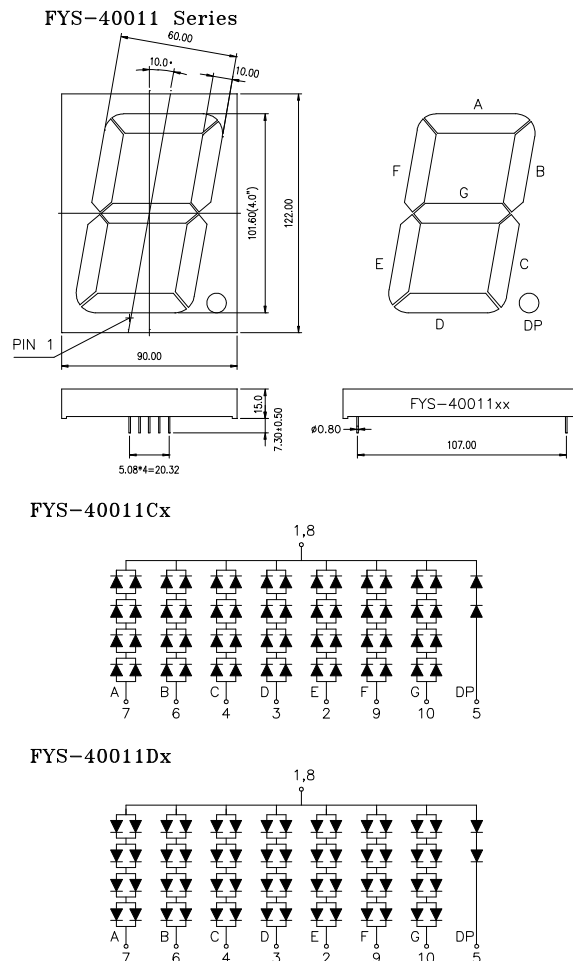 FYS-40011 Series
60.00
10.0°
10.00
101.60(4.0")
122.00
PIN 1
90.00
A
F
B
G
E
C
D
DP
15.0
7.30±0.50
5.08*4=20.32
FYS-40011xx
ø0.80
107.00
FYS-40011Cx
1,8
A B C D E F G DP
7 6 4 3 2 9 10 5
FYS-40011Dx
1,8
A B C D E F G DP
7 6 4 3 2 9 10 5